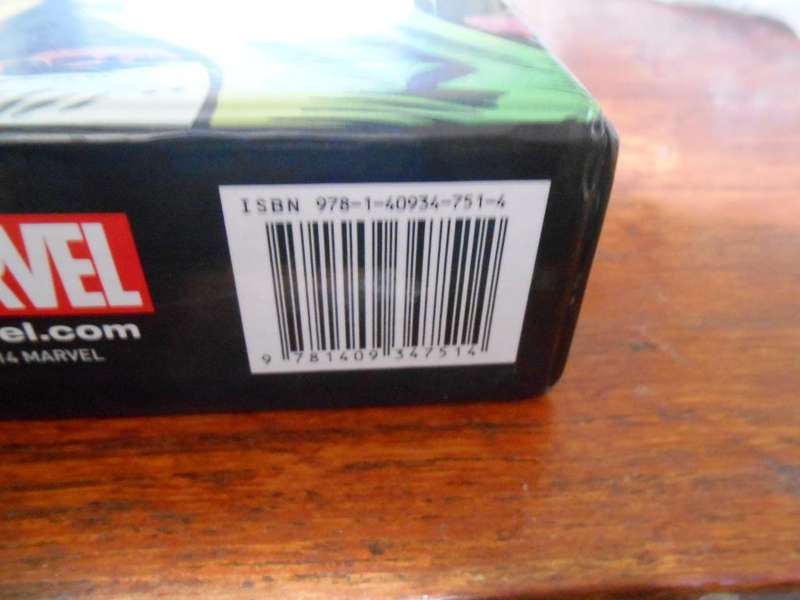 ISBN 978-1-40934-751-4
9 781409 347514
RVEL
el.com
14 MARVEL